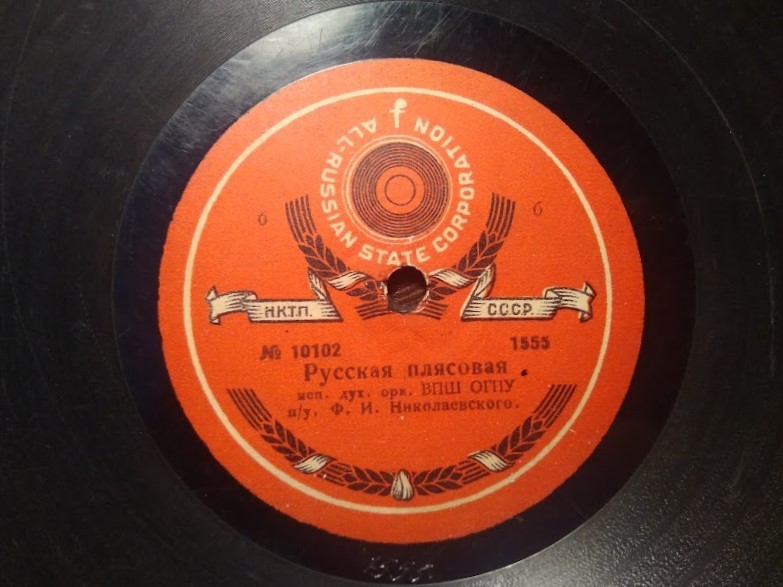 ALL-RUSSIAN STATE CORPORATION
6 6
НКТП. СССР.
№ 10102 1555
Русская плясовая
исп. дух. орк. ВПШ ОГПУ
п/у. Ф. И. Николаевского.